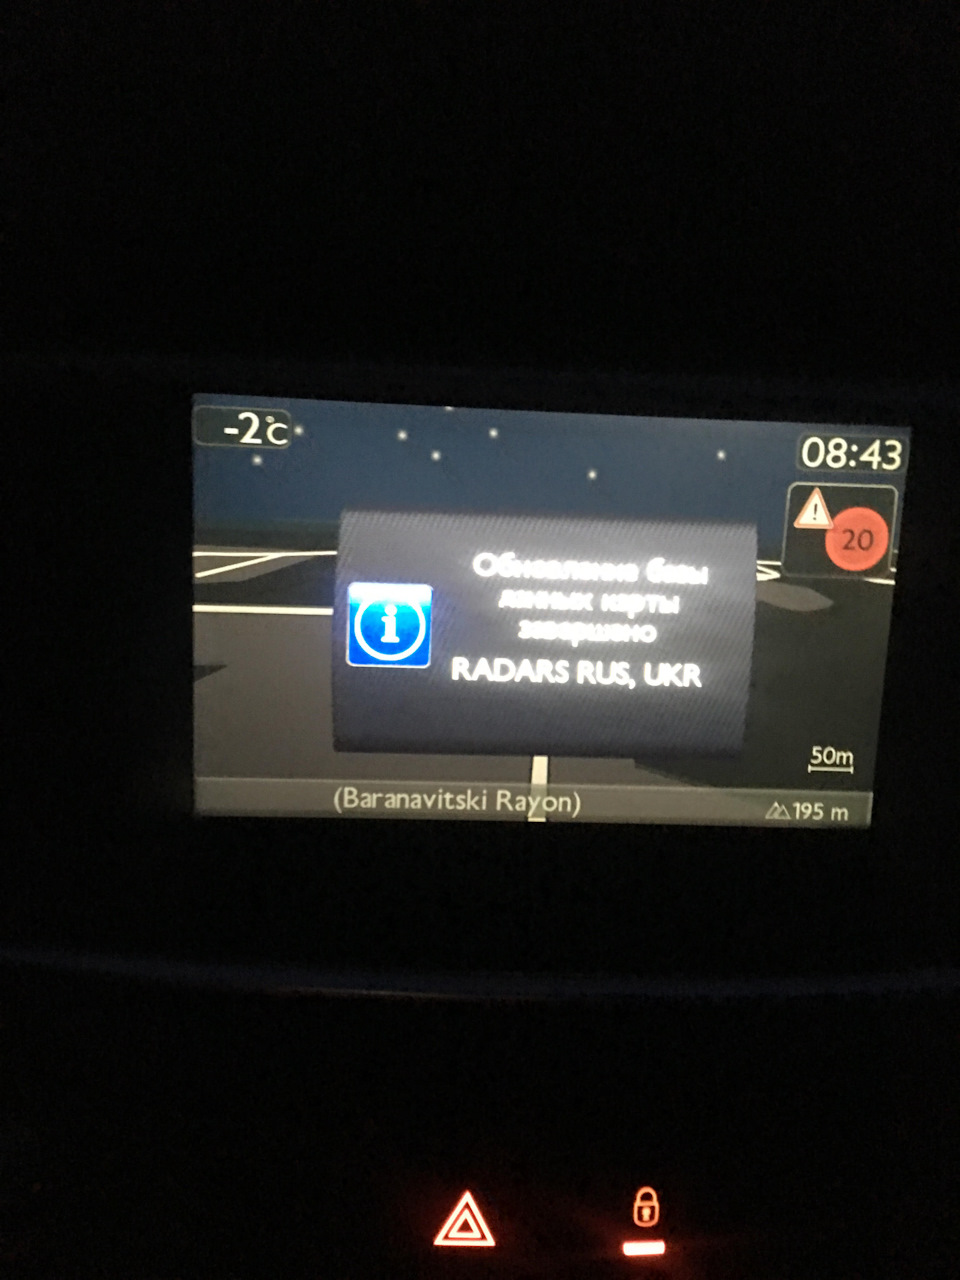 -2°C
08:43
20
Обновление базы
данных карты
завершено
RADARS RUS, UKR
50m
(Baranavitski Rayon)
195 m